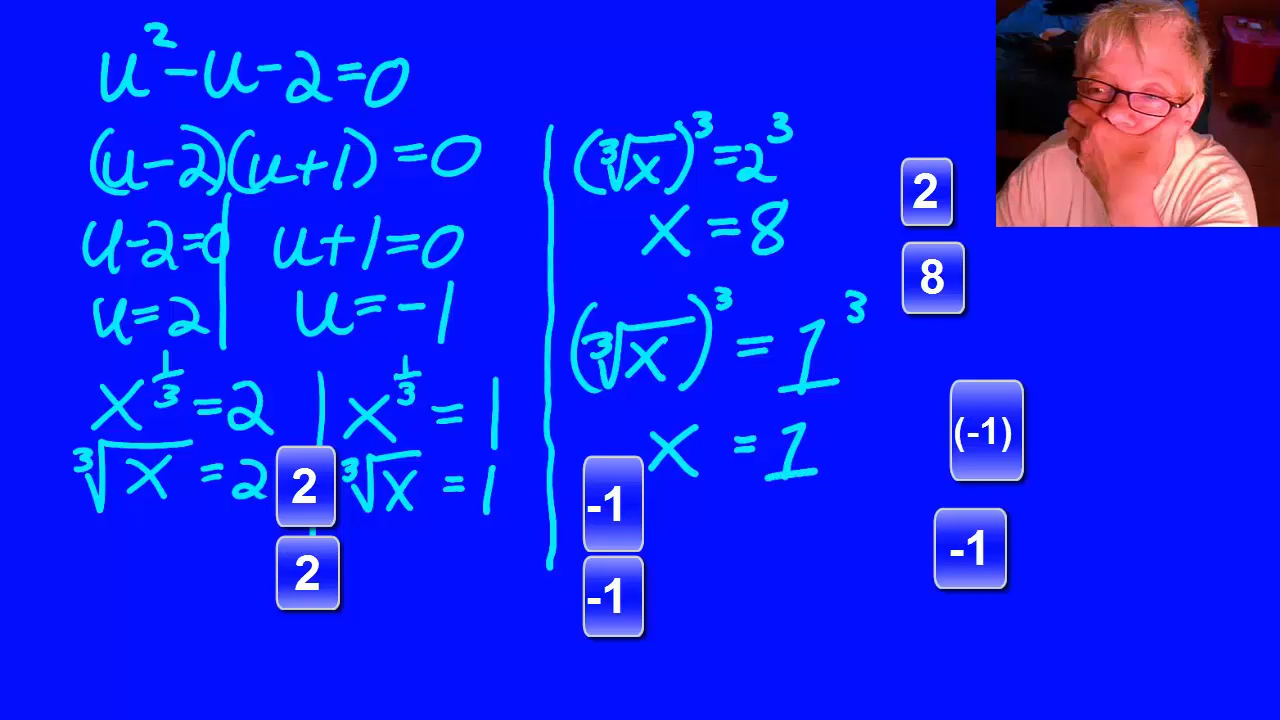 u² - u - 2 = 0
(u - 2)(u + 1) = 0
u - 2 = 0 | u + 1 = 0
u = 2 | u = -1
x^(1/3) = 2 | x^(1/3) = 1
∛x = 2 | ∛x = 1
2
2
(∛x)³ = 2³
x = 8
(∛x)³ = 1³
x = 1
-1
-1
2
8
(-1)
-1